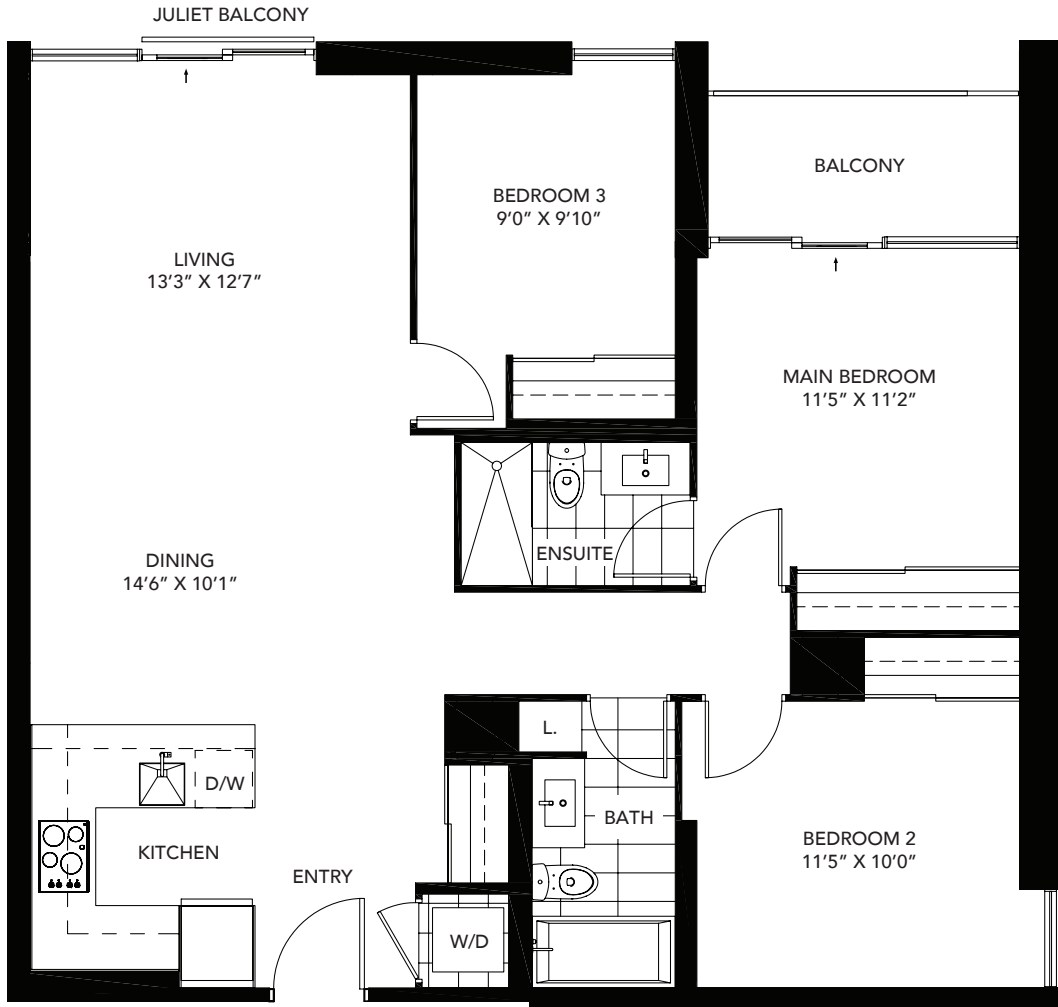 JULIET BALCONY
BALCONY
BEDROOM 3
9’0” X 9’10”
LIVING
13’3” X 12’7”
MAIN BEDROOM
11’5” X 11’2”
ENSUITE
DINING
14’6” X 10’1”
L.
D/W
BATH
KITCHEN
BEDROOM 2
11’5” X 10’0”
ENTRY
W/D